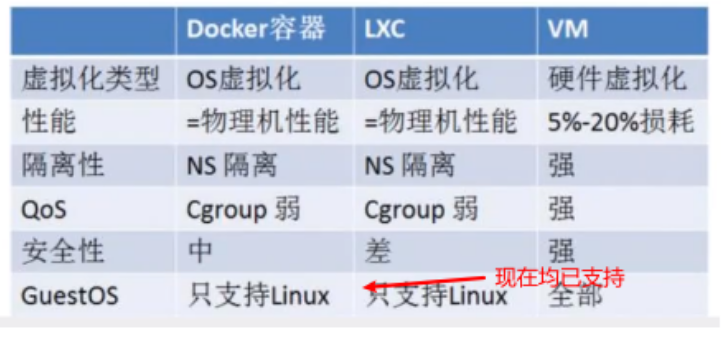 Docker容器 LXC VM
虚拟化类型 OS虚拟化 OS虚拟化 硬件虚拟化
性能 =物理机性能 =物理机性能 5%-20%损耗
隔离性 NS 隔离 NS 隔离 强
QoS Cgroup 弱 Cgroup 弱 强
安全性 中 差 强
现在均已支持
GuestOS 只支持Linux 只支持Linux 全部